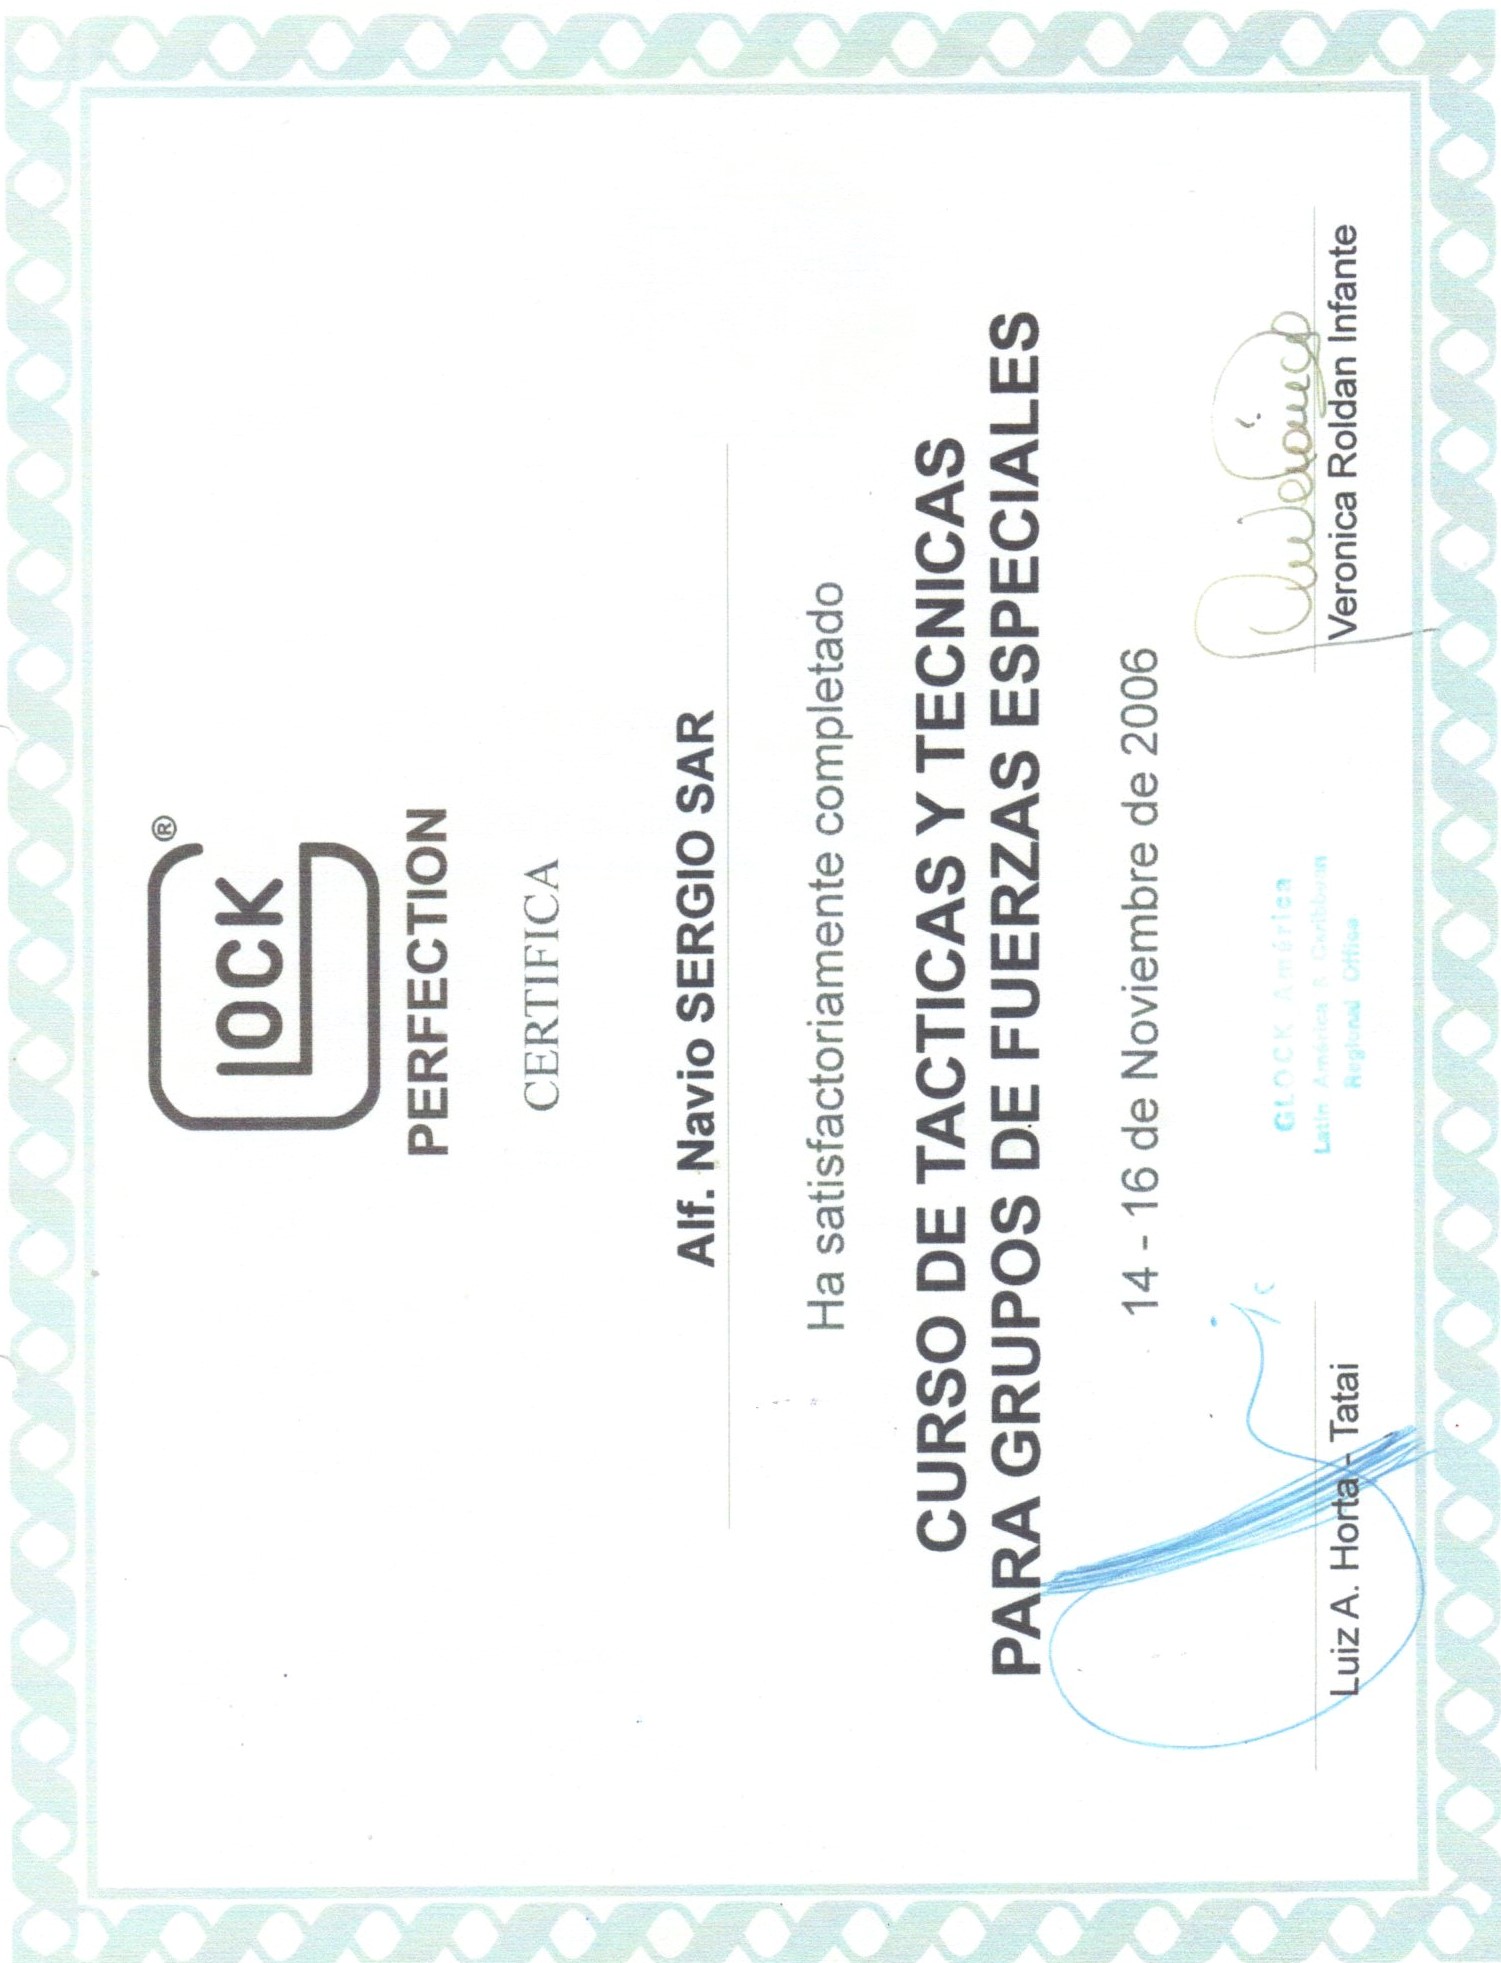 GLOCK ®
PERFECTION
CERTIFICA
Alf. Navio SERGIO SAR
Ha satisfactoriamente completado
CURSO DE TACTICAS Y TECNICAS
PARA GRUPOS DE FUERZAS ESPECIALES
14 - 16 de Noviembre de 2006
GLOCK América
Latin América & Caribbean
Regional Office
Luiz A. Horta - Tatai
Veronica Roldan Infante